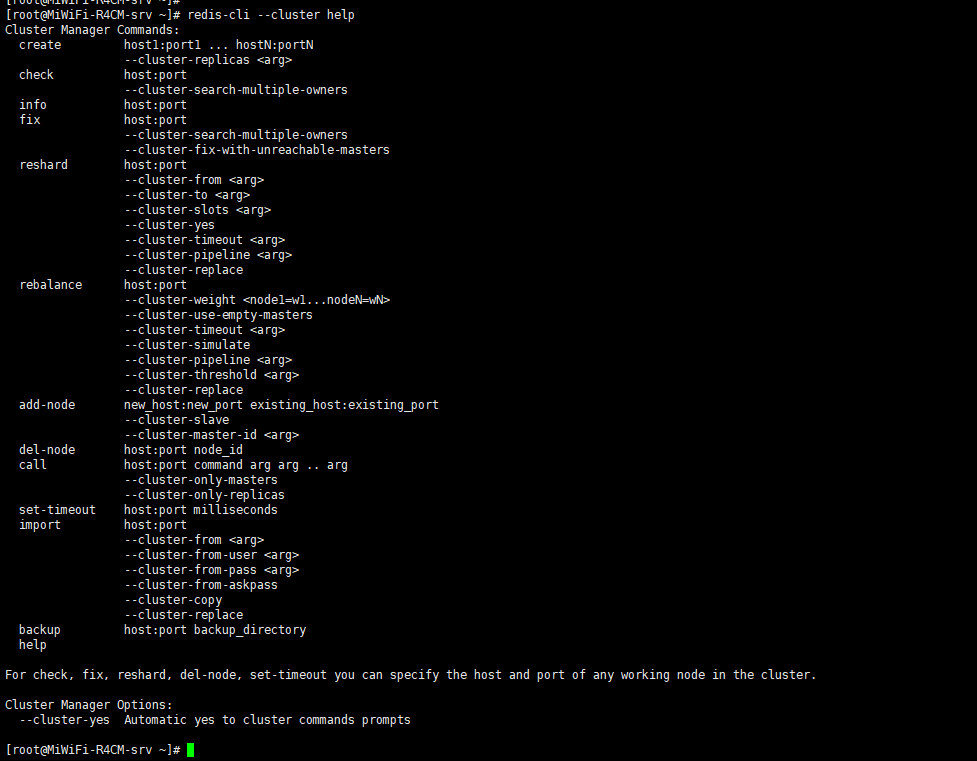 [root@MiWiFi-R4CM-srv ~]#
[root@MiWiFi-R4CM-srv ~]# redis-cli --cluster help
Cluster Manager Commands:
  create         host1:port1 ... hostN:portN
                 --cluster-replicas <arg>
  check          host:port
                 --cluster-search-multiple-owners
  info           host:port
  fix            host:port
                 --cluster-search-multiple-owners
                 --cluster-fix-with-unreachable-masters
  reshard        host:port
                 --cluster-from <arg>
                 --cluster-to <arg>
                 --cluster-slots <arg>
                 --cluster-yes
                 --cluster-timeout <arg>
                 --cluster-pipeline <arg>
                 --cluster-replace
  rebalance      host:port
                 --cluster-weight <node1=w1...nodeN=wN>
                 --cluster-use-empty-masters
                 --cluster-timeout <arg>
                 --cluster-simulate
                 --cluster-pipeline <arg>
                 --cluster-threshold <arg>
                 --cluster-replace
  add-node       new_host:new_port existing_host:existing_port
                 --cluster-slave
                 --cluster-master-id <arg>
  del-node       host:port node_id
  call           host:port command arg arg .. arg
                 --cluster-only-masters
                 --cluster-only-replicas
  set-timeout    host:port milliseconds
  import         host:port
                 --cluster-from <arg>
                 --cluster-from-user <arg>
                 --cluster-from-pass <arg>
                 --cluster-from-askpass
                 --cluster-copy
                 --cluster-replace
  backup         host:port backup_directory
  help

For check, fix, reshard, del-node, set-timeout you can specify the host and port of any working node in the cluster.

Cluster Manager Options:
  --cluster-yes  Automatic yes to cluster commands prompts

[root@MiWiFi-R4CM-srv ~]#